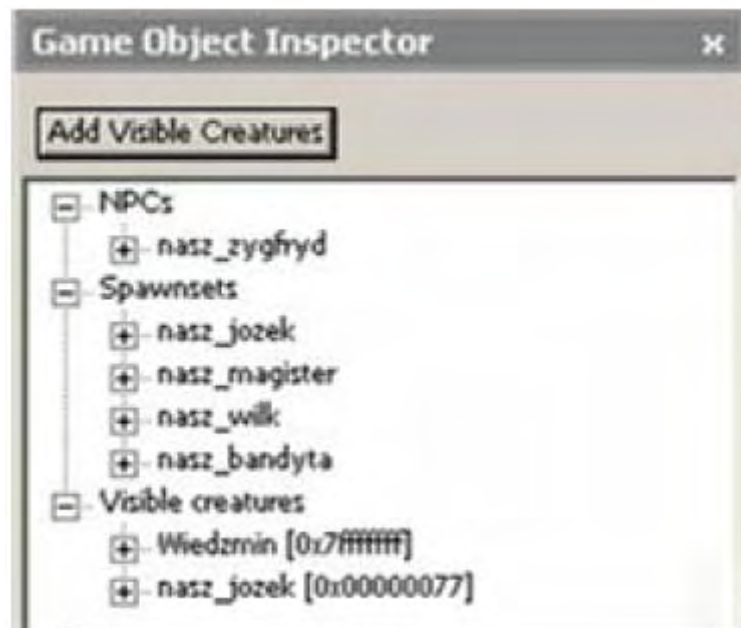 Game Object Inspector
Add Visible Creatures
NPCs
nasz_zygfryd
Spawnsets
nasz_jozek
nasz_magister
nasz_wilk
nasz_bandyta
Visible creatures
Wiedzmin [0x7fffffff]
nasz_jozek [0x00000077]